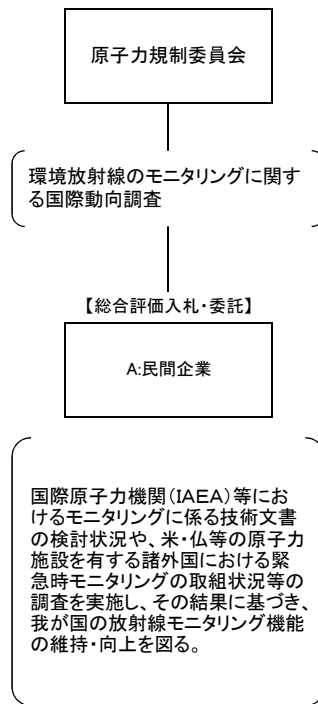 原子力規制委員会
環境放射線のモニタリングに関す
る国際動向調査
【総合評価入札・委託】
A:民間企業
国際原子力機関(IAEA)等にお
けるモニタリングに係る技術文書
の検討状況や、米・仏等の原子力
施設を有する諸外国における緊
急時モニタリングの取組状況等の
調査を実施し、その結果に基づき、
我が国の放射線モニタリング機能
の維持・向上を図る。